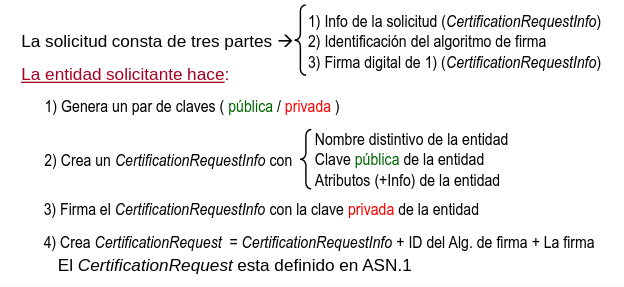 La solicitud consta de tres partes →
1) Info de la solicitud (CertificationRequestInfo)
2) Identificación del algoritmo de firma
3) Firma digital de 1) (CertificationRequestInfo)
La entidad solicitante hace:
1) Genera un par de claves ( pública / privada )
2) Crea un CertificationRequestInfo con
Nombre distintivo de la entidad
Clave pública de la entidad
Atributos (+Info) de la entidad
3) Firma el CertificationRequestInfo con la clave privada de la entidad
4) Crea CertificationRequest = CertificationRequestInfo + ID del Alg. de firma + La firma
El CertificationRequest esta definido en ASN.1